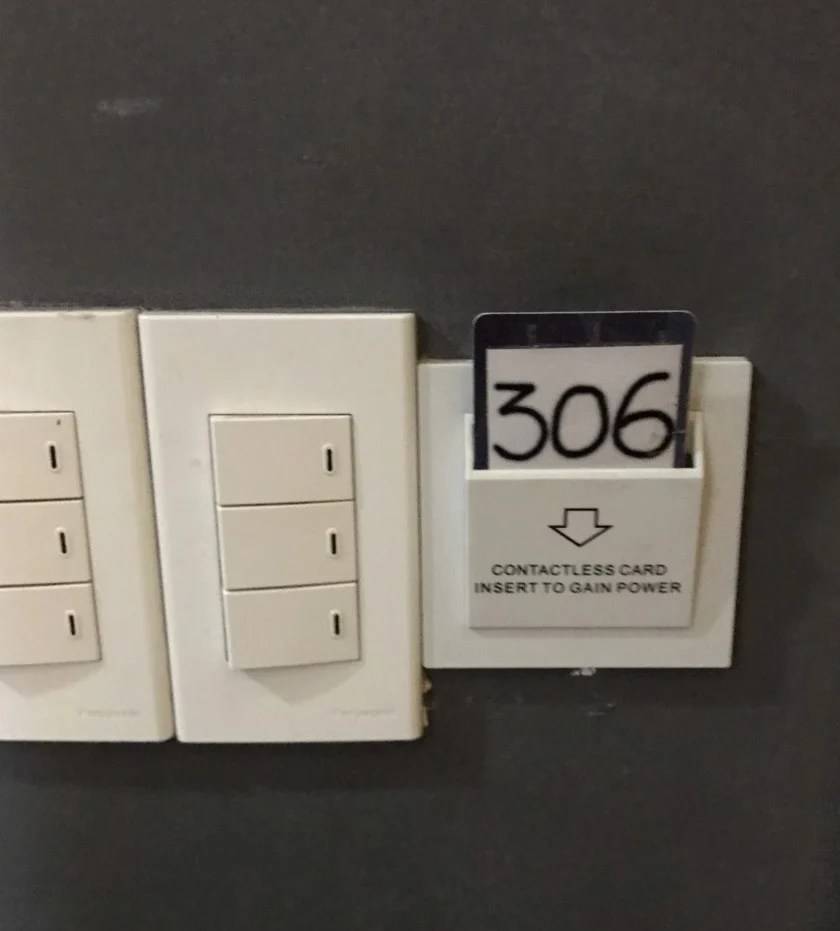 306
CONTACTLESS CARD
INSERT TO GAIN POWER